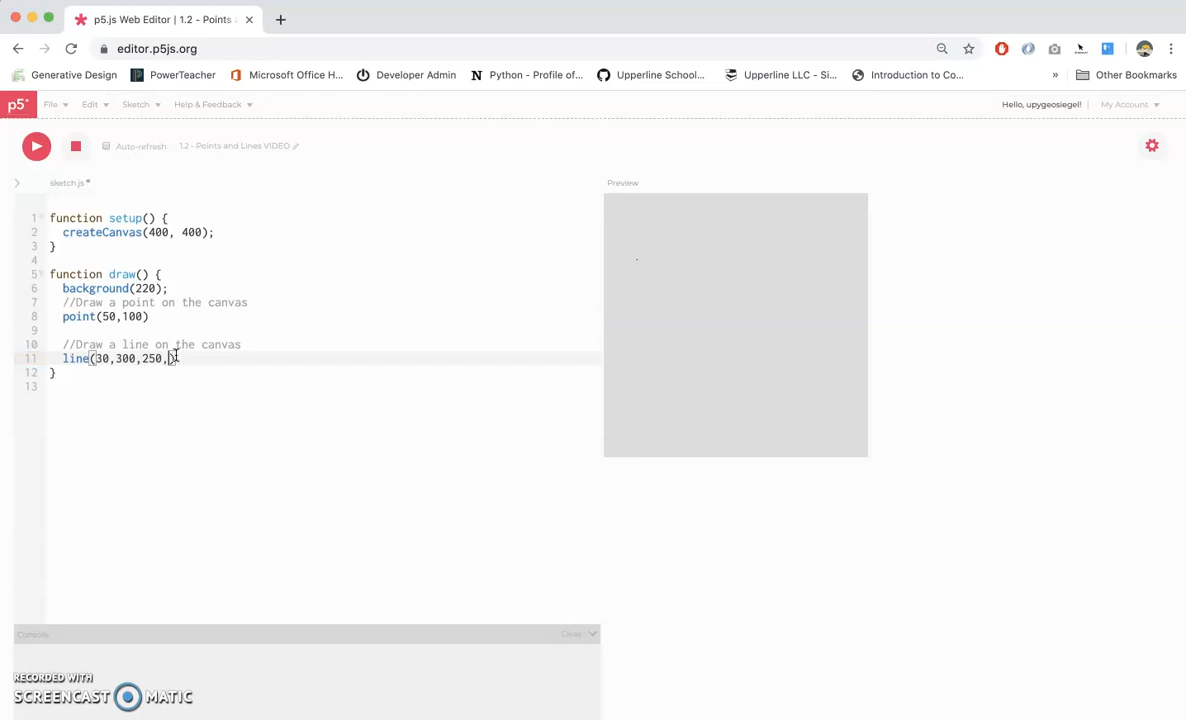 p5.js Web Editor | 1.2 - Points
editor.p5js.org
Generative Design PowerTeacher Microsoft Office H... Developer Admin Python - Profile of... Upperline School... Upperline LLC - Si... Introduction to Co... » Other Bookmarks
p5* File Edit Sketch Help & Feedback Hello, upygeosiegel! My Account
Auto-refresh 1.2 - Points and Lines VIDEO
sketch.js Preview
1 function setup() {
2 createCanvas(400, 400);
3 }
4
5 function draw() {
6 background(220);
7 //Draw a point on the canvas
8 point(50,100)
9
10 //Draw a line on the canvas
11 line(30,300,250,)
12 }
13
Console Clear
RECORDED WITH
SCREENCAST MATIC